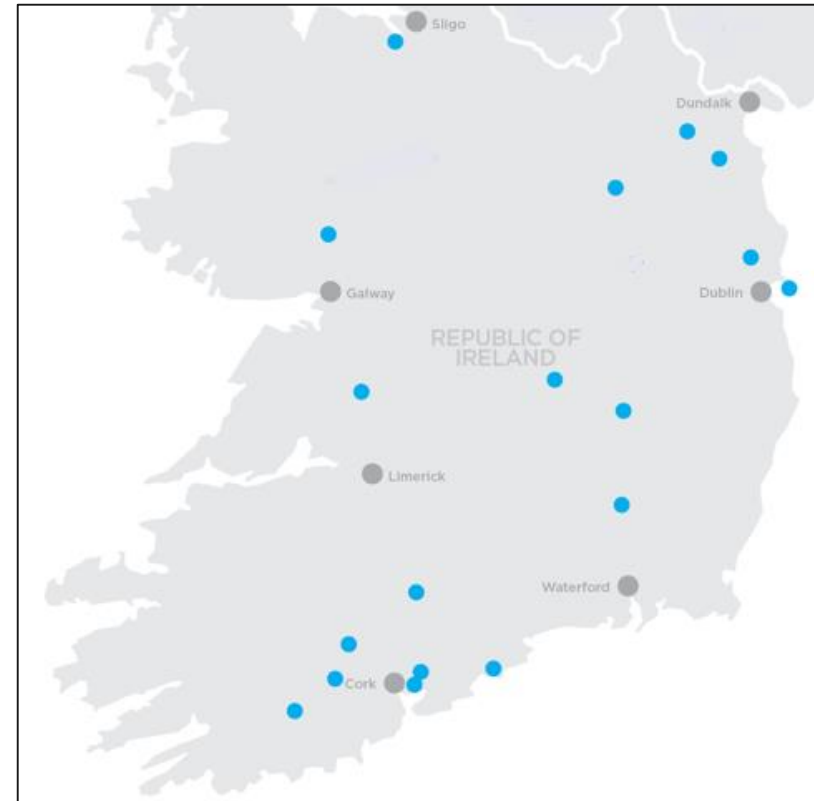 Sligo
Dundalk
Galway
Dublin
REPUBLIC OF
IRELAND
Limerick
Waterford
Cork